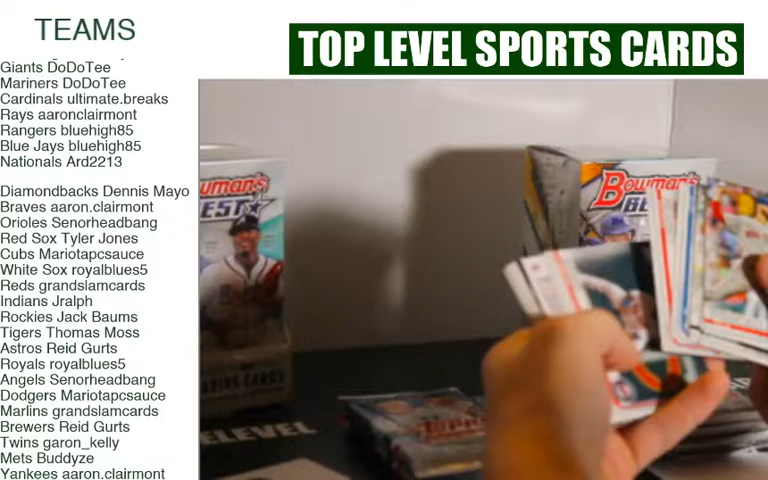 TEAMS
TOP LEVEL SPORTS CARDS
Giants DoDoTee
Mariners DoDoTee
Cardinals ultimate.breaks
Rays aaronclairmont
Rangers bluehigh85
Blue Jays bluehigh85
Nationals Ard2213
Diamondbacks Dennis Mayo
Braves aaron.clairmont
Orioles Senorheadbang
Red Sox Tyler Jones
Cubs Mariotapcsauce
White Sox royalblues5
Reds grandslamcards
Indians Jralph
Rockies Jack Baums
Tigers Thomas Moss
Astros Reid Gurts
Royals royalblues5
Angels Senorheadbang
Dodgers Mariotapcsauce
Marlins grandslamcards
Brewers Reid Gurts
Twins garon_kelly
Mets Buddyze
Yankees aaron.clairmont
Bowman's